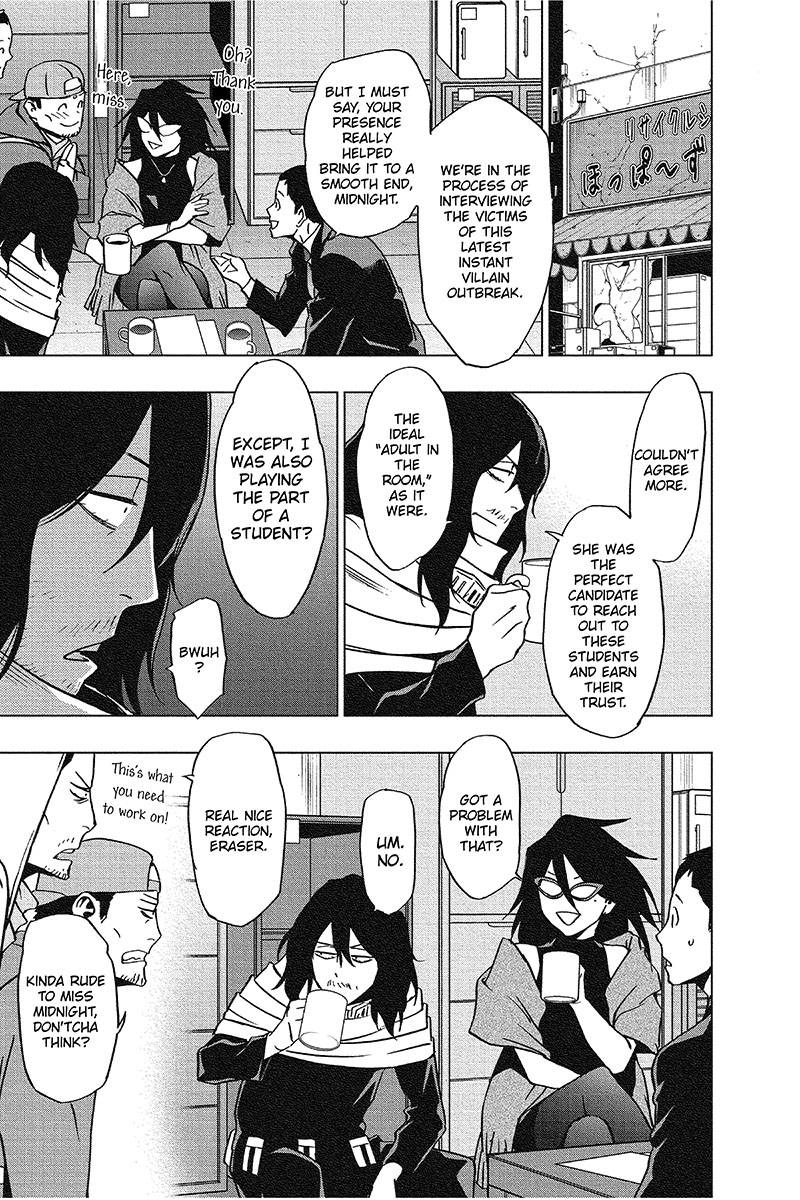 リサイクルシ
ほっぱ〜ず
WE'RE IN THE
PROCESS OF
INTERVIEWING
THE VICTIMS
OF THIS
LATEST
INSTANT
VILLAIN
OUTBREAK.
BUT I MUST
SAY, YOUR
PRESENCE
REALLY
HELPED
BRING IT TO A
SMOOTH END,
MIDNIGHT.
Oh?
Thank
you.
Here,
miss.
COULDN'T
AGREE
MORE.
SHE WAS
THE
PERFECT
CANDIDATE
TO REACH
OUT TO
THESE
STUDENTS
AND EARN
THEIR
TRUST.
THE
IDEAL
"ADULT IN
THE
ROOM,"
AS IT
WERE.
EXCEPT, I
WAS ALSO
PLAYING
THE PART
OF A
STUDENT?
BWUH
?
GOT A
PROBLEM
WITH
THAT?
UM.
NO.
REAL NICE
REACTION,
ERASER.
This's what
you need
to work on!
KINDA RUDE
TO MISS
MIDNIGHT,
DON'TCHA
THINK?